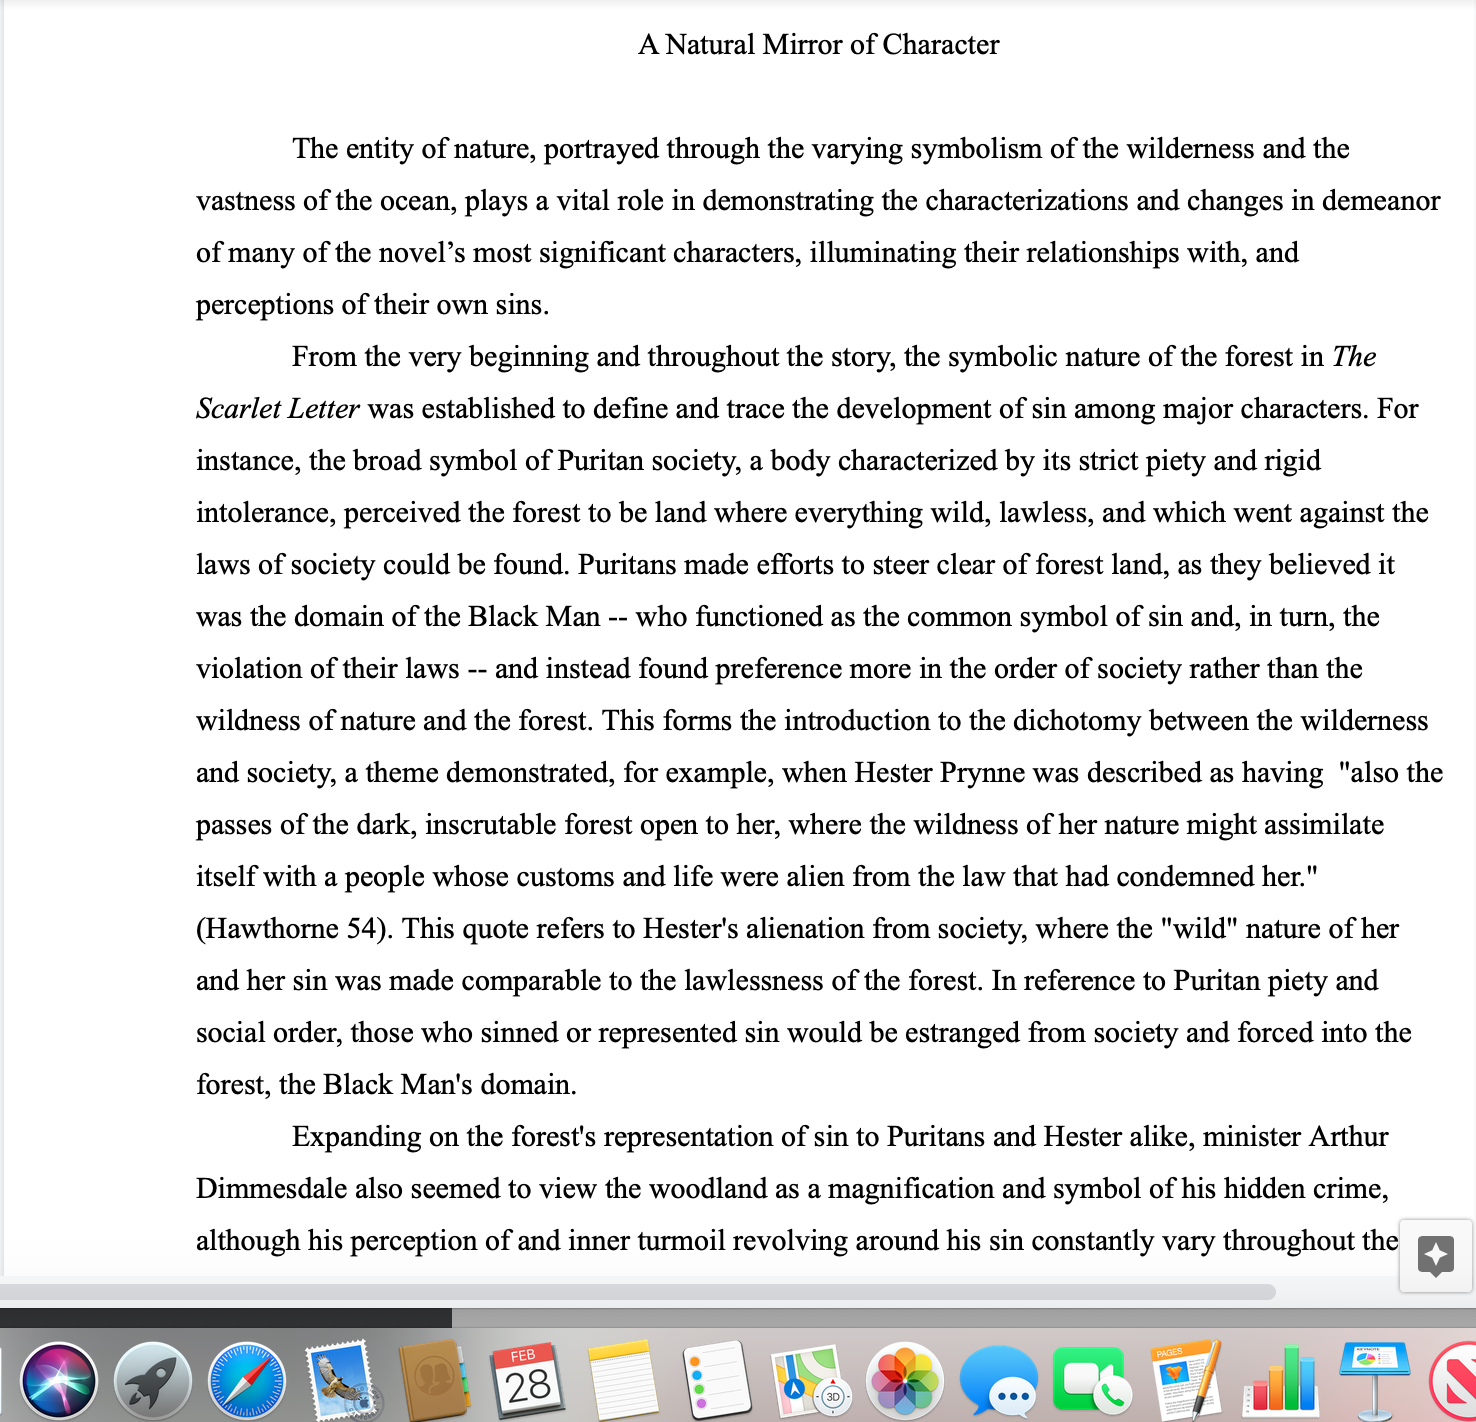 A Natural Mirror of Character
The entity of nature, portrayed through the varying symbolism of the wilderness and the
vastness of the ocean, plays a vital role in demonstrating the characterizations and changes in demeanor
of many of the novel’s most significant characters, illuminating their relationships with, and
perceptions of their own sins.
From the very beginning and throughout the story, the symbolic nature of the forest in The
Scarlet Letter was established to define and trace the development of sin among major characters. For
instance, the broad symbol of Puritan society, a body characterized by its strict piety and rigid
intolerance, perceived the forest to be land where everything wild, lawless, and which went against the
laws of society could be found. Puritans made efforts to steer clear of forest land, as they believed it
was the domain of the Black Man -- who functioned as the common symbol of sin and, in turn, the
violation of their laws -- and instead found preference more in the order of society rather than the
wildness of nature and the forest. This forms the introduction to the dichotomy between the wilderness
and society, a theme demonstrated, for example, when Hester Prynne was described as having  "also the
passes of the dark, inscrutable forest open to her, where the wildness of her nature might assimilate
itself with a people whose customs and life were alien from the law that had condemned her."
(Hawthorne 54). This quote refers to Hester's alienation from society, where the "wild" nature of her
and her sin was made comparable to the lawlessness of the forest. In reference to Puritan piety and
social order, those who sinned or represented sin would be estranged from society and forced into the
forest, the Black Man's domain.
Expanding on the forest's representation of sin to Puritans and Hester alike, minister Arthur
Dimmesdale also seemed to view the woodland as a magnification and symbol of his hidden crime,
although his perception of and inner turmoil revolving around his sin constantly vary throughout the
FEB
28
3D
PAGES
KEYNOTE